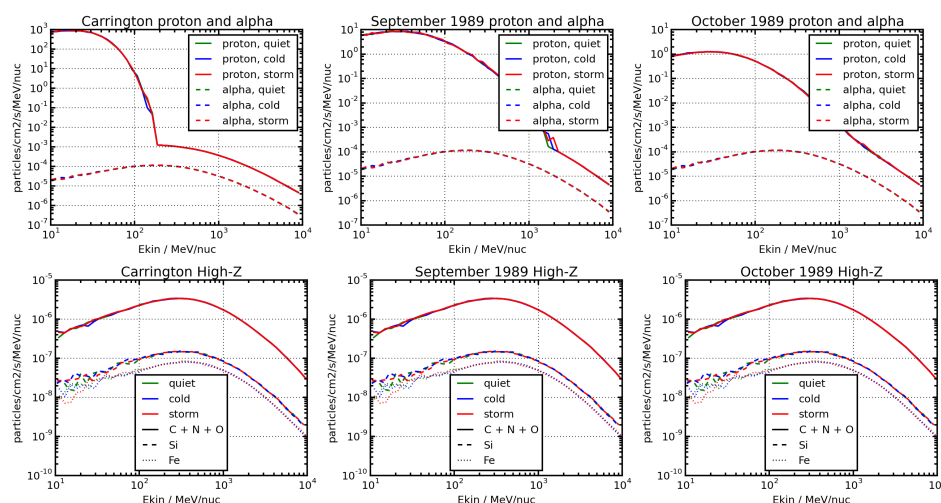 Carrington proton and alpha
10^3
10^2
10^1
10^0
10^-1
10^-2
10^-3
10^-4
10^-5
10^-6
10^-7
particles/cm2/s/MeV/nuc
proton, quiet
proton, cold
proton, storm
alpha, quiet
alpha, cold
alpha, storm
10^1
10^2
10^3
10^4
Ekin / MeV/nuc
September 1989 proton and alpha
10^1
10^0
10^-1
10^-2
10^-3
10^-4
10^-5
10^-6
10^-7
particles/cm2/s/MeV/nuc
proton, quiet
proton, cold
proton, storm
alpha, quiet
alpha, cold
alpha, storm
10^1
10^2
10^3
10^4
Ekin / MeV/nuc
October 1989 proton and alpha
10^1
10^0
10^-1
10^-2
10^-3
10^-4
10^-5
10^-6
10^-7
particles/cm2/s/MeV/nuc
proton, quiet
proton, cold
proton, storm
alpha, quiet
alpha, cold
alpha, storm
10^1
10^2
10^3
10^4
Ekin / MeV/nuc
Carrington High-Z
10^-5
10^-6
10^-7
10^-8
10^-9
10^-10
particles/cm2/s/MeV/nuc
quiet
cold
storm
C + N + O
Si
Fe
10^1
10^2
10^3
10^4
Ekin / MeV/nuc
September 1989 High-Z
10^-5
10^-6
10^-7
10^-8
10^-9
10^-10
particles/cm2/s/MeV/nuc
quiet
cold
storm
C + N + O
Si
Fe
10^1
10^2
10^3
10^4
Ekin / MeV/nuc
October 1989 High-Z
10^-5
10^-6
10^-7
10^-8
10^-9
10^-10
particles/cm2/s/MeV/nuc
quiet
cold
storm
C + N + O
Si
Fe
10^1
10^2
10^3
10^4
Ekin / MeV/nuc